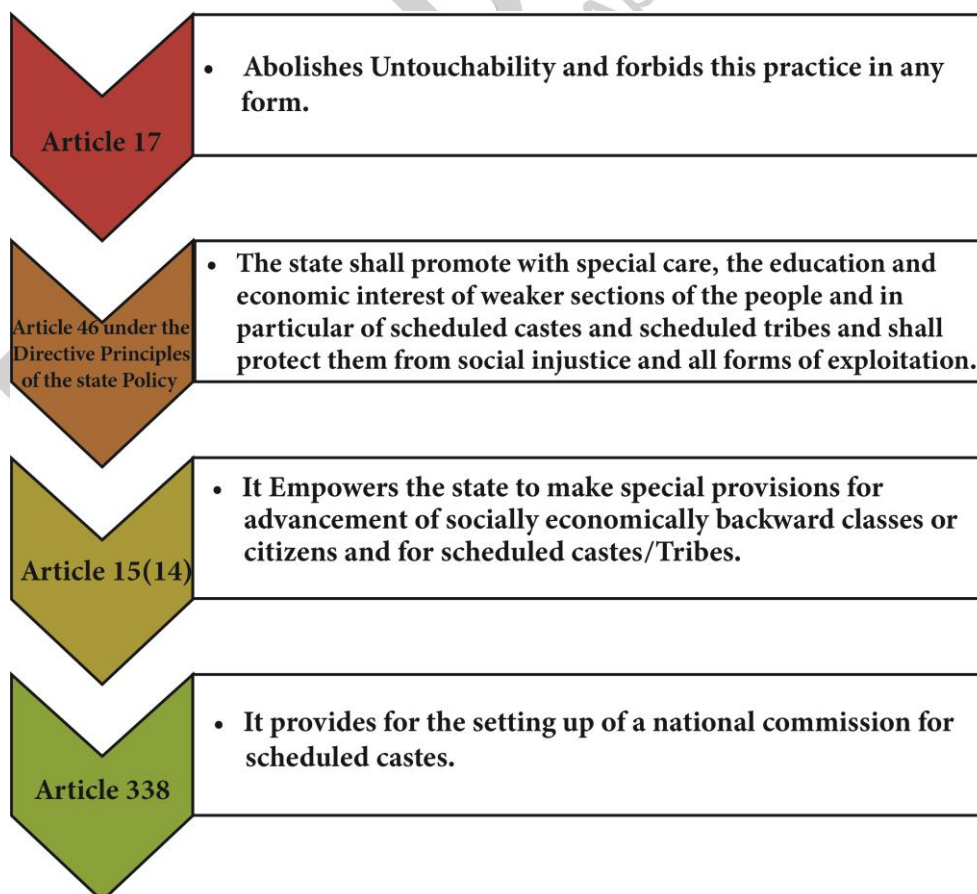 Article 17
• Abolishes Untouchability and forbids this practice in any
form.
Article 46 under the
Directive Principles
of the state Policy
• The state shall promote with special care, the education and
economic interest of weaker sections of the people and in
particular of scheduled castes and scheduled tribes and shall
protect them from social injustice and all forms of exploitation.
Article 15(14)
• It Empowers the state to make special provisions for
advancement of socially economically backward classes or
citizens and for scheduled castes/Tribes.
Article 338
• It provides for the setting up of a national commission for
scheduled castes.